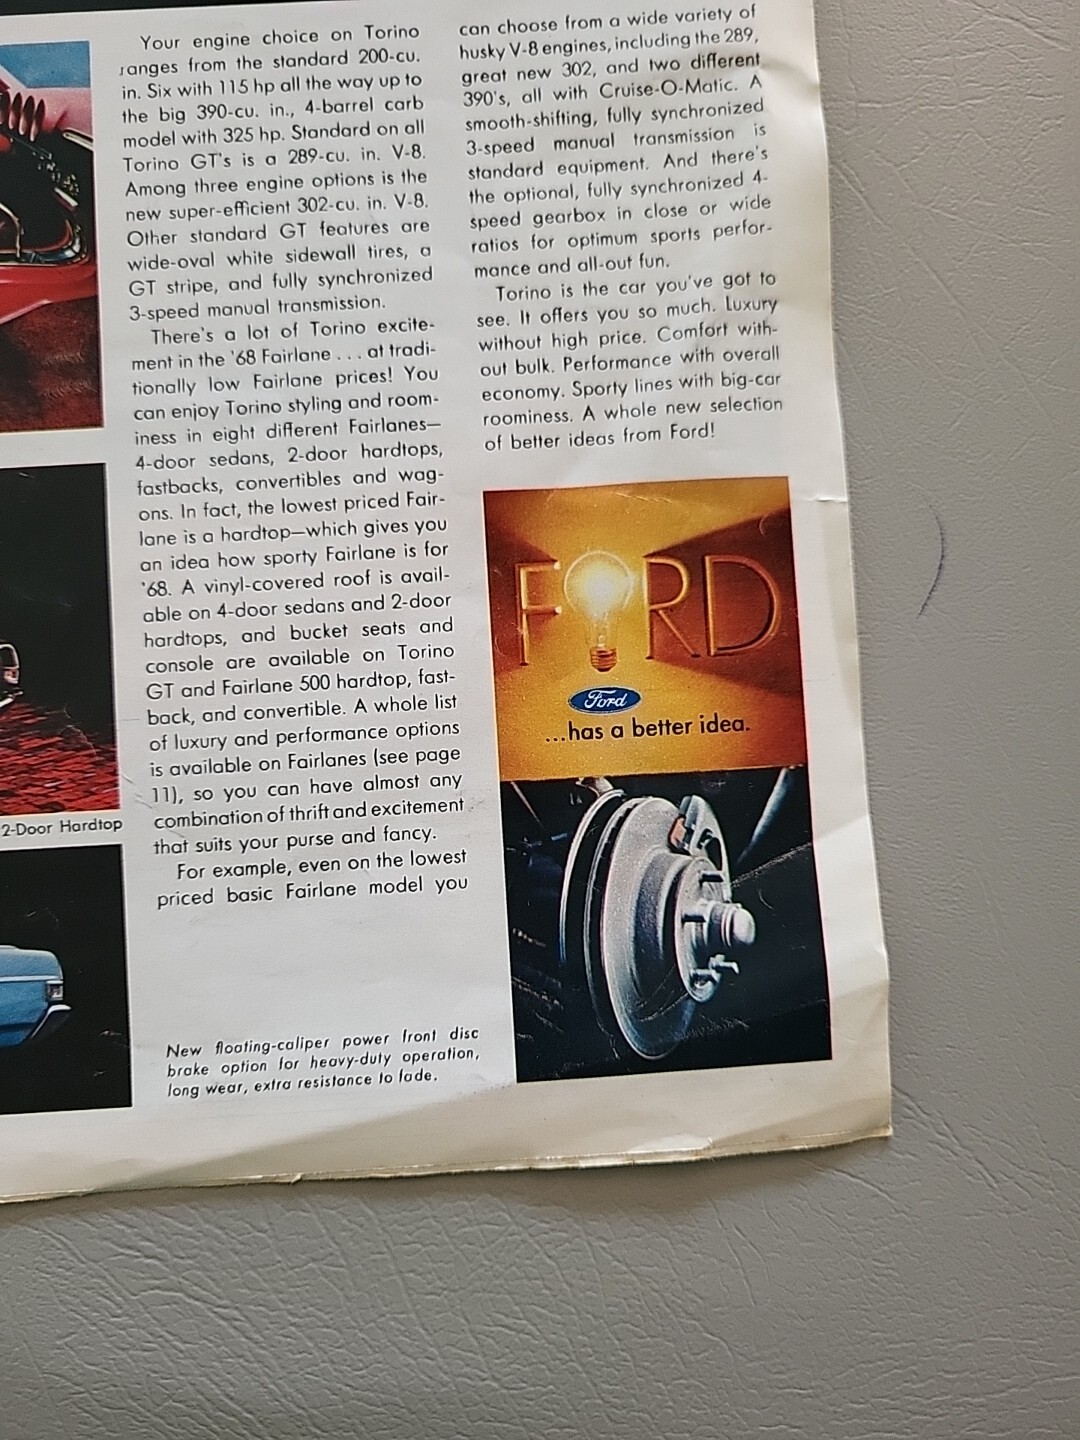 Your engine choice on Torino
ranges from the standard 200-cu.
in. Six with 115 hp all the way up to
the big 390-cu. in., 4-barrel carb
model with 325 hp. Standard on all
Torino GT's is a 289-cu. in. V-8.
Among three engine options is the
new super-efficient 302-cu. in. V-8.
Other standard GT features are
wide-oval white sidewall tires, a
GT stripe, and fully synchronized
3-speed manual transmission.
There's a lot of Torino excite-
ment in the '68 Fairlane . . . at tradi-
tionally low Fairlane prices! You
can enjoy Torino styling and room-
iness in eight different Fairlanes—
4-door sedans, 2-door hardtops,
fastbacks, convertibles and wag-
ons. In fact, the lowest priced Fair-
lane is a hardtop—which gives you
an idea how sporty Fairlane is for
'68. A vinyl-covered roof is avail-
able on 4-door sedans and 2-door
hardtops, and bucket seats and
console are available on Torino
GT and Fairlane 500 hardtop, fast-
back, and convertible. A whole list
of luxury and performance options
is available on Fairlanes (see page
11), so you can have almost any
combination of thrift and excitement
that suits your purse and fancy.
For example, even on the lowest
priced basic Fairlane model you
can choose from a wide variety of
husky V-8 engines, including the 289,
great new 302, and two different
390's, all with Cruise-O-Matic. A
smooth-shifting, fully synchronized
3-speed manual transmission is
standard equipment. And there's
the optional, fully synchronized 4-
speed gearbox in close or wide
ratios for optimum sports perfor-
mance and all-out fun.
Torino is the car you've got to
see. It offers you so much. Luxury
without high price. Comfort with-
out bulk. Performance with overall
economy. Sporty lines with big-car
roominess. A whole new selection
of better ideas from Ford!
FORD
Ford
...has a better idea.
2-Door Hardtop
New floating-caliper power front disc
brake option for heavy-duty operation,
long wear, extra resistance to fade.